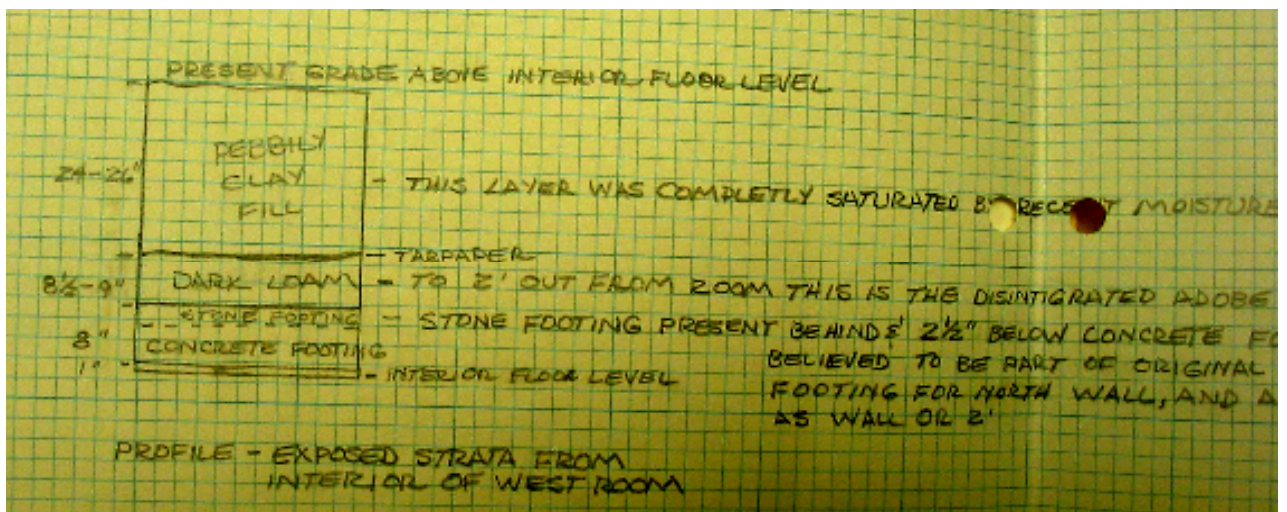 PRESENT GRADE ABOVE INTERIOR FLOOR LEVEL
PEBBILY
24-26" CLAY - THIS LAYER WAS COMPLETLY SATURATED BY RECENT MOISTURE
FILL
- TARPAPER
8½-9" DARK LOAM - TO 2' OUT FROM ROOM THIS IS THE DISINTIGRATED ADOBE
STONE FOOTING - STONE FOOTING PRESENT BEHIND & 2½" BELOW CONCRETE FO
8" CONCRETE FOOTING BELIEVED TO BE PART OF ORIGINAL
1" - INTERIOR FLOOR LEVEL FOOTING FOR NORTH WALL, AND A
AS WALL OR 2'
PROFILE - EXPOSED STRATA FROM
INTERIOR OF WEST ROOM